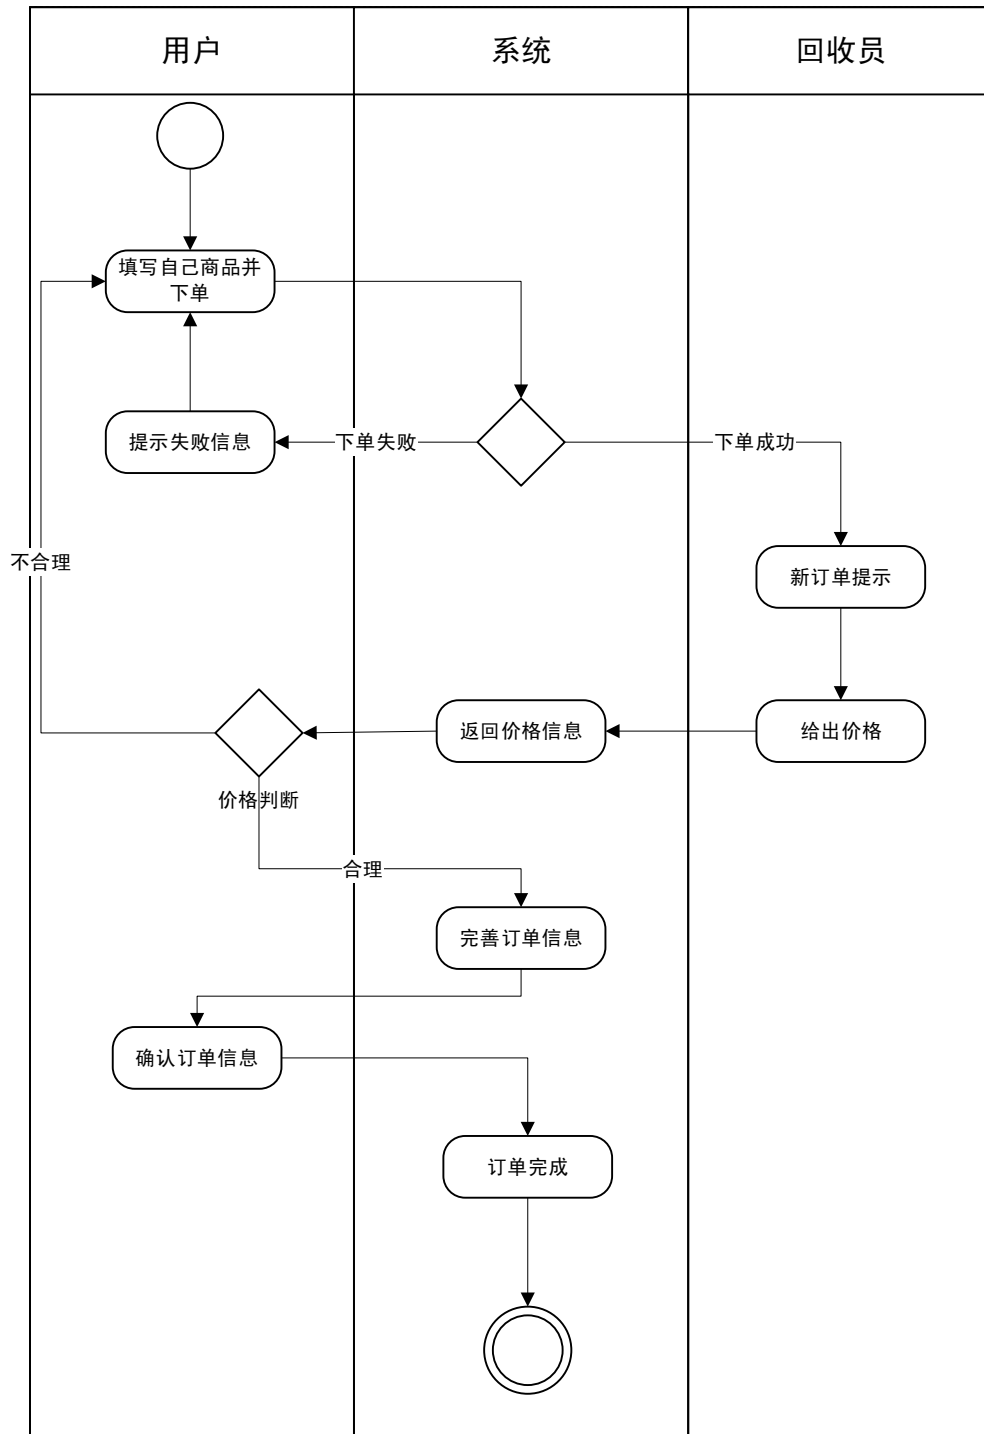 用户
系统
回收员
填写自己商品并
下单
提示失败信息
下单失败
下单成功
不合理
新订单提示
返回价格信息
给出价格
价格判断
合理
完善订单信息
确认订单信息
订单完成